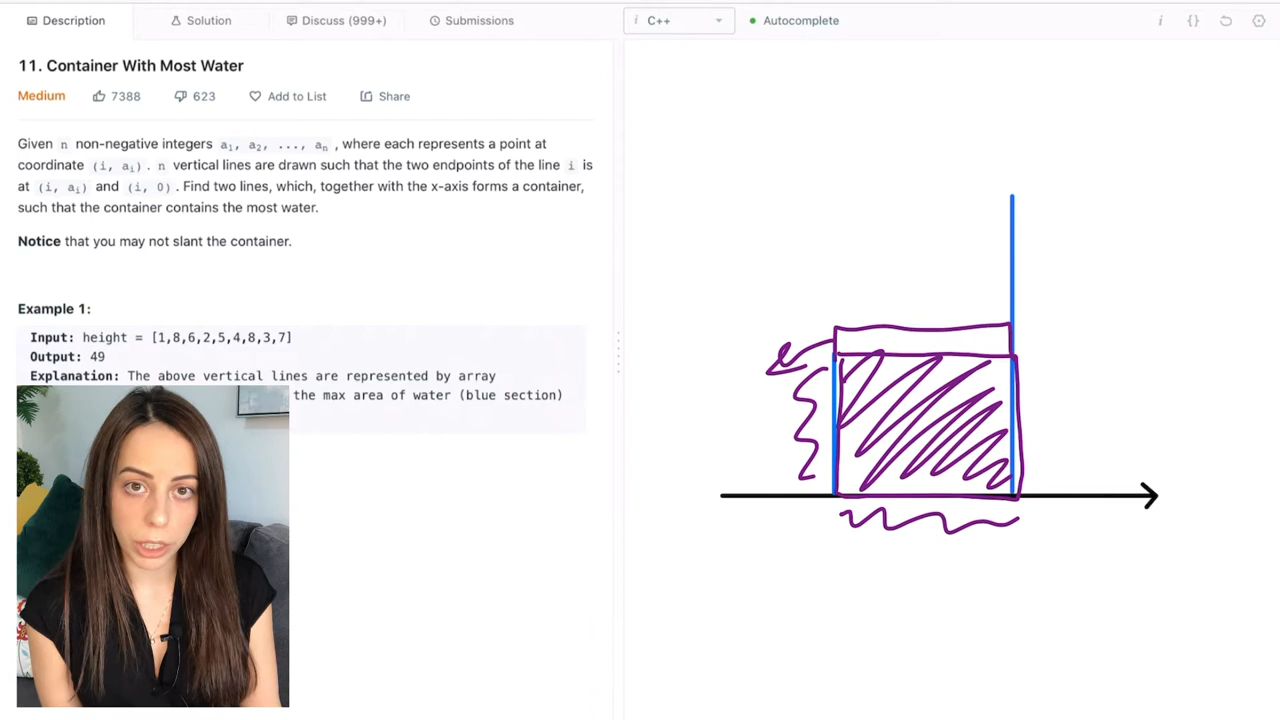 Description
Solution
Discuss (999+)
Submissions
i C++
Autocomplete
i {}
11. Container With Most Water
Medium 7388 623 Add to List Share
Given n non-negative integers a1, a2, ..., an , where each represents a point at
coordinate (i, ai) . n vertical lines are drawn such that the two endpoints of the line i is
at (i, ai) and (i, 0) . Find two lines, which, together with the x-axis forms a container,
such that the container contains the most water.
Notice that you may not slant the container.
Example 1:
Input: height = [1,8,6,2,5,4,8,3,7]
Output: 49
Explanation: The above vertical lines are represented by array
the max area of water (blue section)